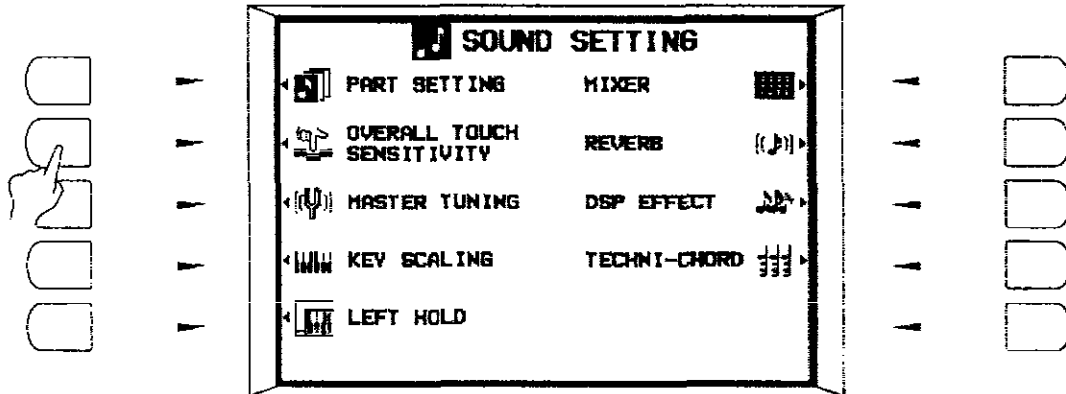 SOUND SETTING
PART SETTING
MIXER
OVERALL TOUCH
SENSITIVITY
REVERB
MASTER TUNING
DSP EFFECT
KEY SCALING
TECHNI-CHORD
LEFT HOLD